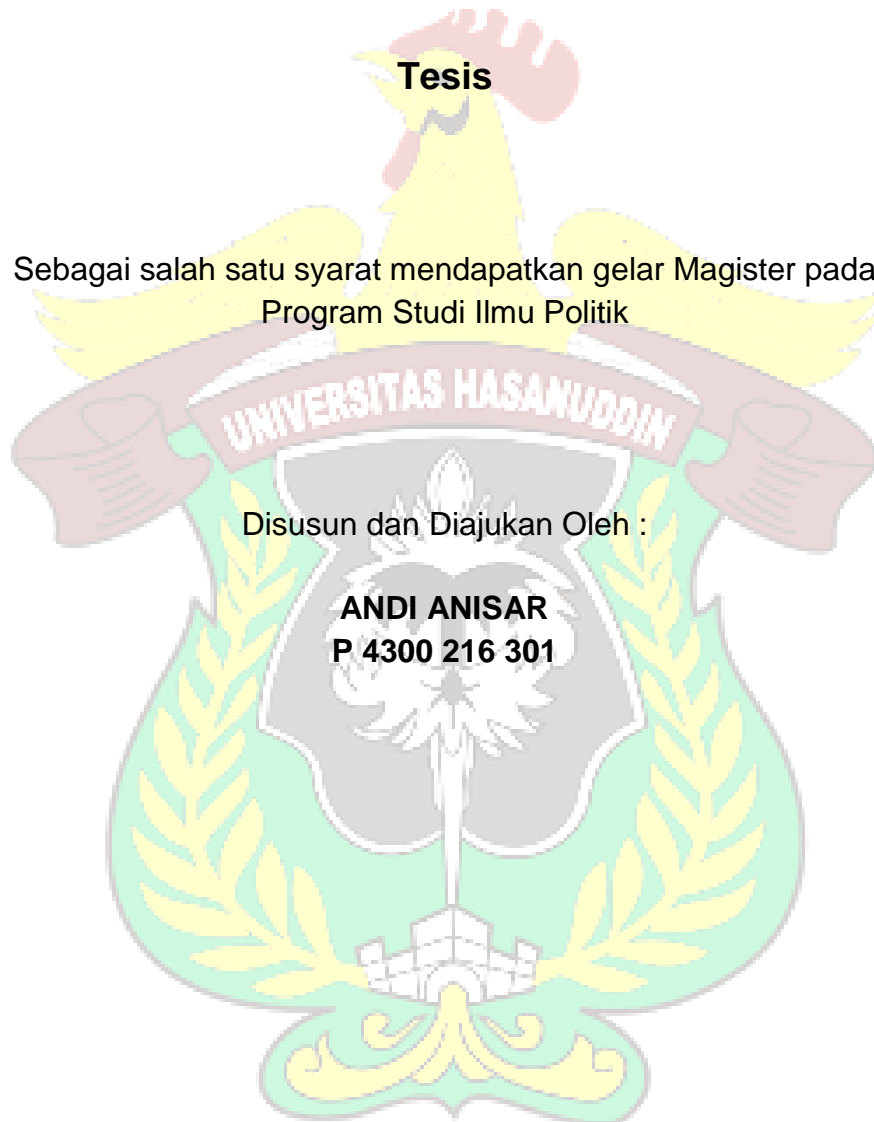 Tesis
Sebagai salah satu syarat mendapatkan gelar Magister pada
Program Studi Ilmu Politik
UNIVERSITAS HASANUDDIN
Disusun dan Diajukan Oleh :
ANDI ANISAR
P 4300 216 301